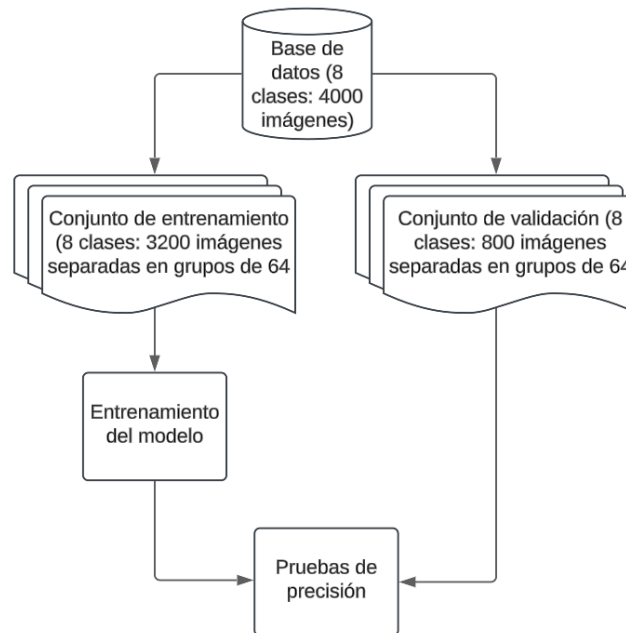 Base de
datos (8
clases: 4000
imágenes)
Conjunto de entrenamiento
(8 clases: 3200 imágenes
separadas en grupos de 64
Conjunto de validación (8
clases: 800 imágenes
separadas en grupos de 64
Entrenamiento
del modelo
Pruebas de
precisión